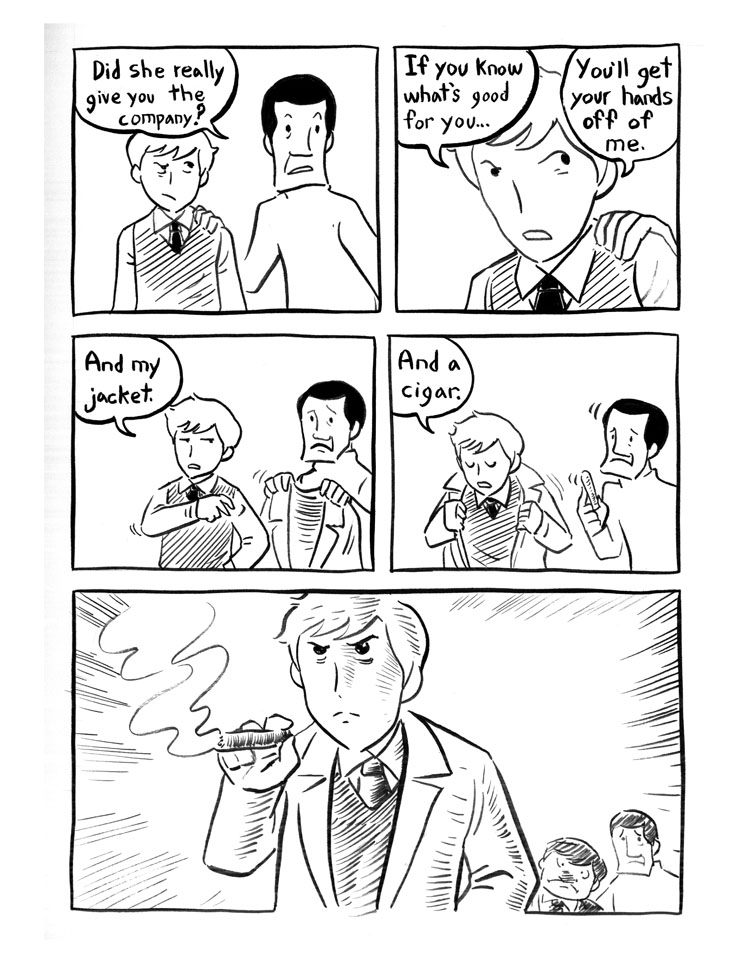 Did she really
give you the
company?
If you know
what's good
for you...
You'll get
your hands
off of
me.
And my
jacket.
And a
cigar.